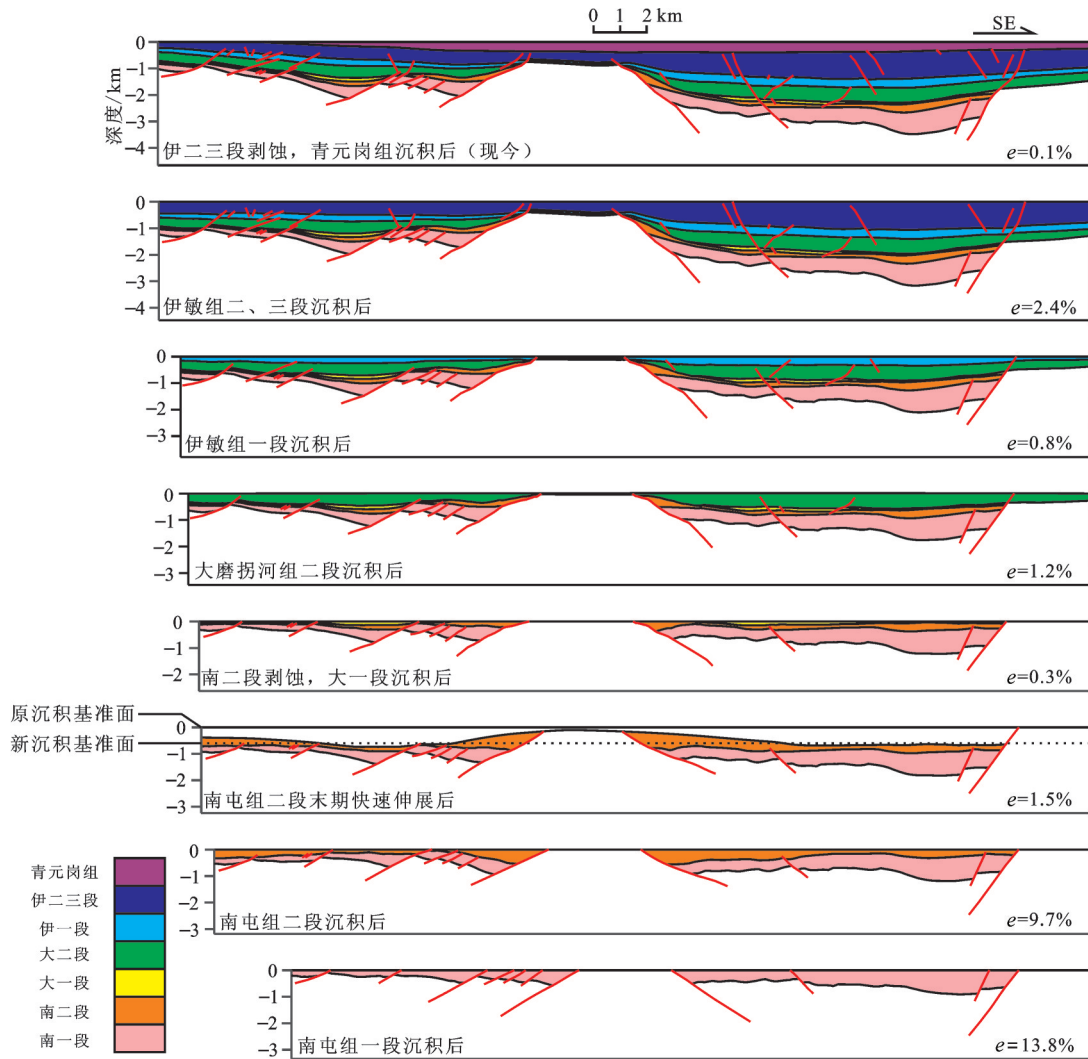 0 1 2 km
SE
深度/km
0
−1
−2
−3
−4
伊二三段剥蚀，青元岗组沉积后（现今）
e=0.1%
0
−1
−2
−3
−4
伊敏组二、三段沉积后
e=2.4%
0
−1
−2
−3
伊敏组一段沉积后
e=0.8%
0
−1
−2
−3
大磨拐河组二段沉积后
e=1.2%
0
−1
−2
南二段剥蚀，大一段沉积后
e=0.3%
原沉积基准面
新沉积基准面
0
−1
−2
−3
南屯组二段末期快速伸展后
e=1.5%
0
−1
−2
−3
南屯组二段沉积后
e=9.7%
0
−1
−2
−3
南屯组一段沉积后
e=13.8%
青元岗组
伊二三段
伊一段
大二段
大一段
南二段
南一段